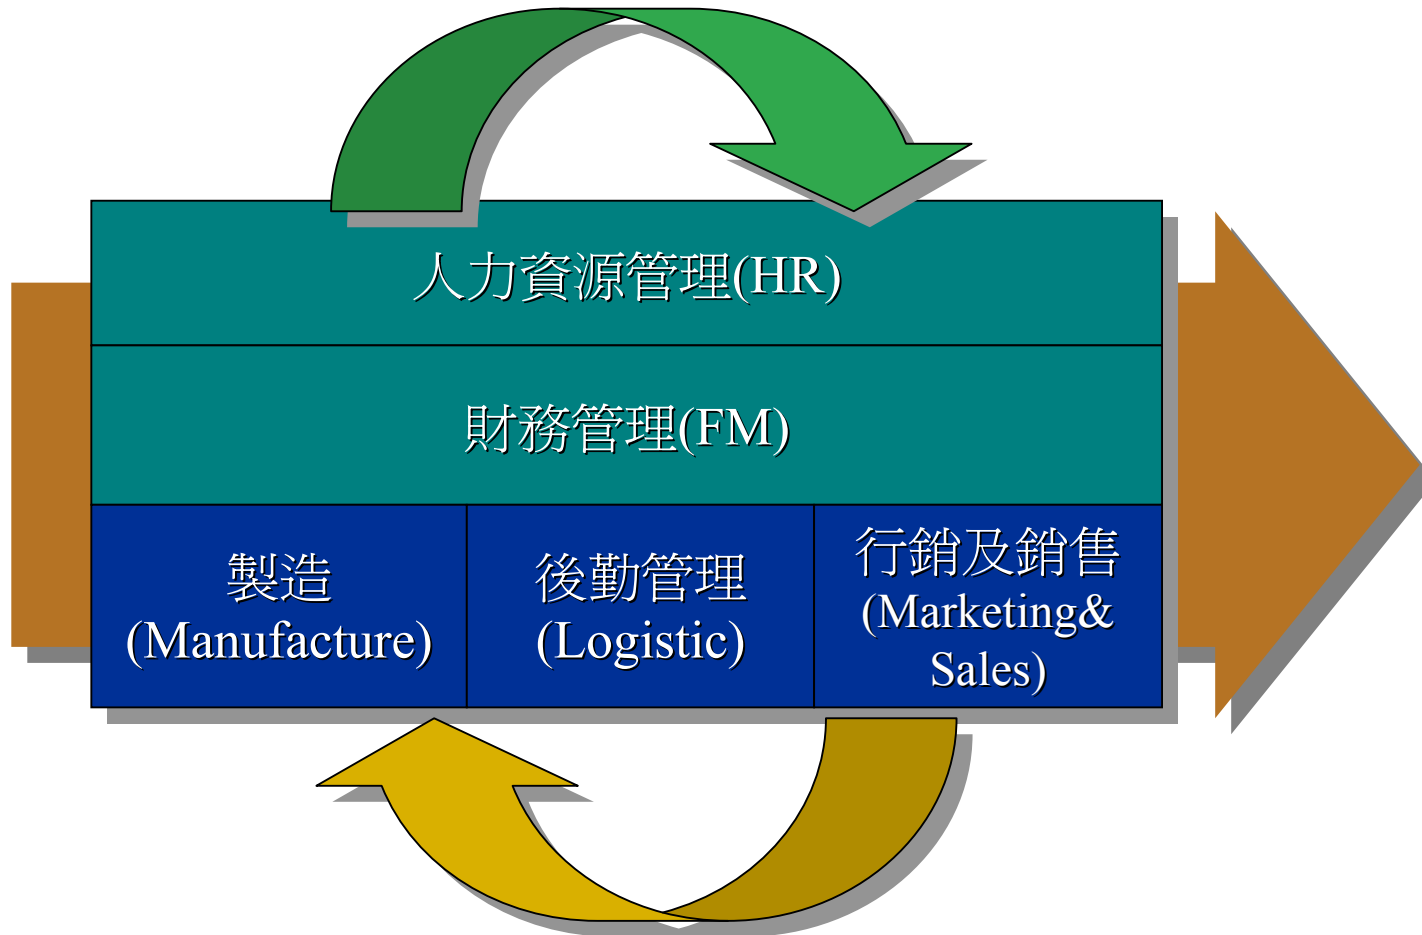 人力資源管理(HR)
財務管理(FM)
製造
(Manufacture)
後勤管理
(Logistic)
行銷及銷售
(Marketing&
Sales)